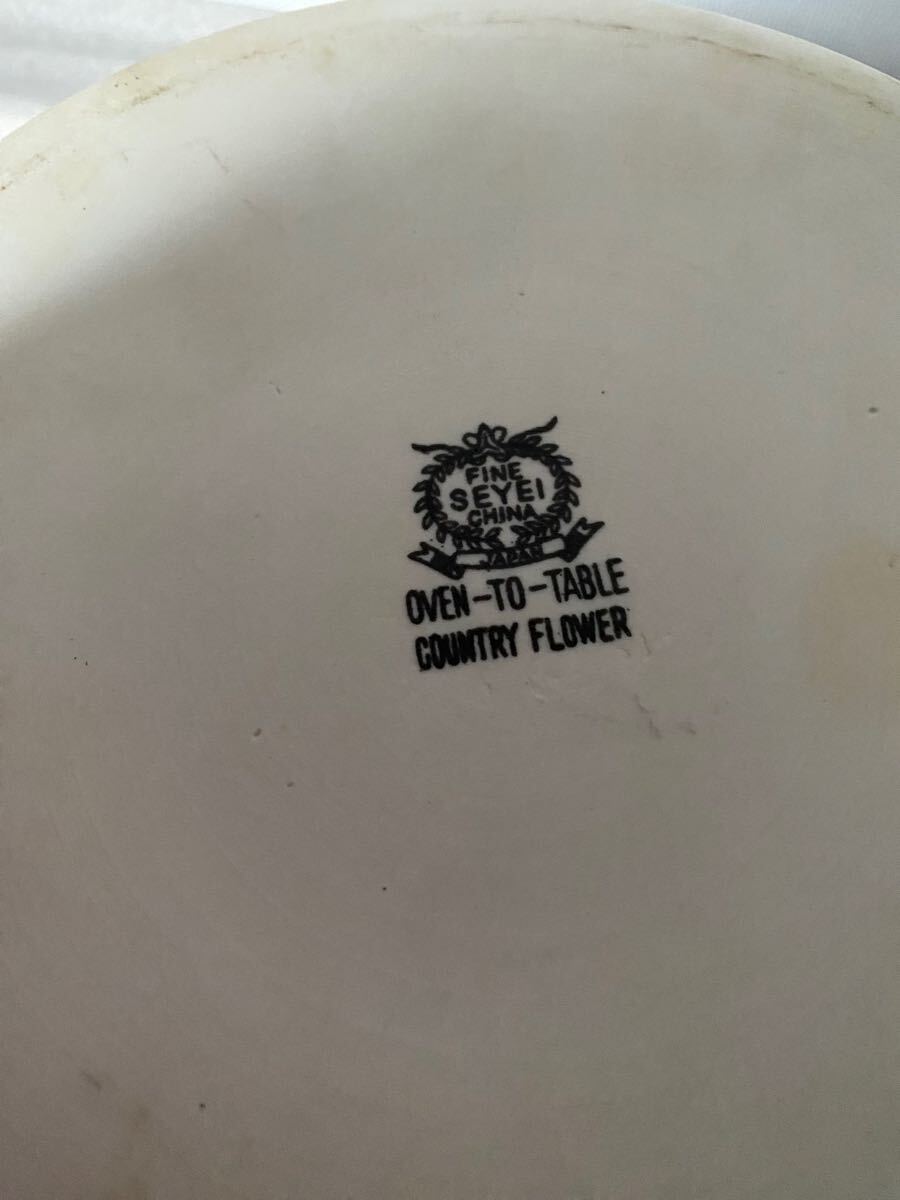 FINE
SEYEI
CHINA
JAPAN
OVEN-TO-TABLE
COUNTRY FLOWER